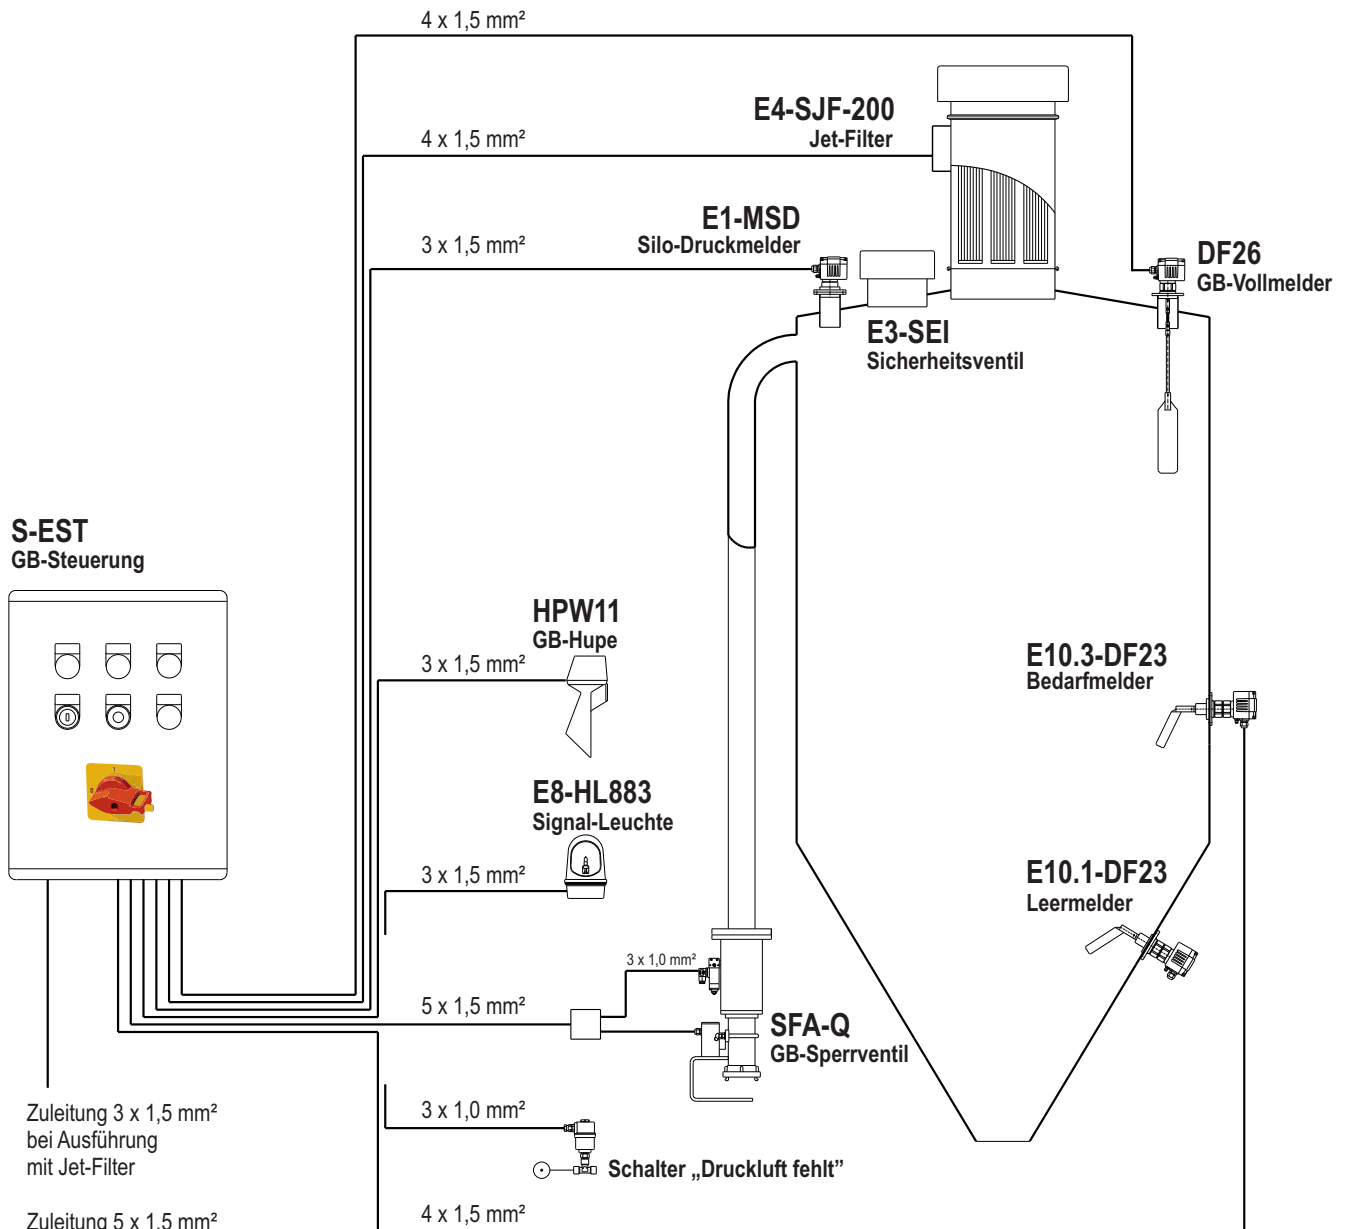 4 x 1,5 mm²
E4-SJF-200
Jet-Filter
4 x 1,5 mm²
E1-MSD
Silo-Druckmelder
3 x 1,5 mm²
DF26
GB-Vollmelder
E3-SEI
Sicherheitsventil
S-EST
GB-Steuerung
HPW11
GB-Hupe
3 x 1,5 mm²
E10.3-DF23
Bedarfmelder
1
0
E8-HL883
Signal-Leuchte
3 x 1,5 mm²
E10.1-DF23
Leermelder
3 x 1,0 mm²
5 x 1,5 mm²
SFA-Q
GB-Sperrventil
Zuleitung 3 x 1,5 mm²
bei Ausführung
mit Jet-Filter
3 x 1,0 mm²
Schalter „Druckluft fehlt”
4 x 1,5 mm²
Zuleitung 5 x 1,5 mm²